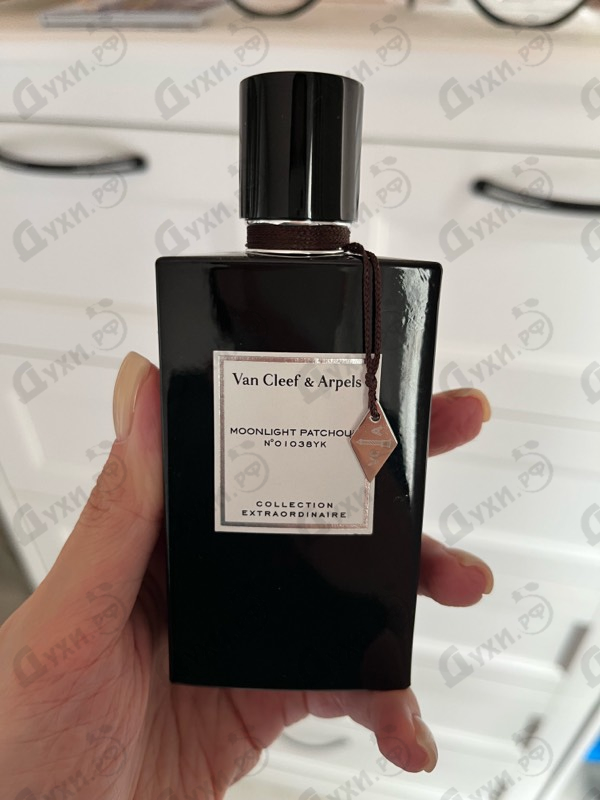 Van Cleef & Arpels
MOONLIGHT PATCHOU
N°01038YK
COLLECTION
EXTRAORDINAIRE
Духи.РФ